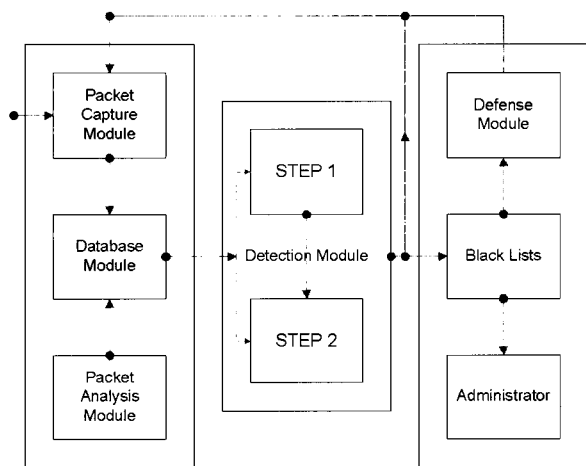 Packet
Capture
Module
Database
Module
Packet
Analysis
Module
STEP 1
Detection Module
STEP 2
Defense
Module
Black Lists
Administrator